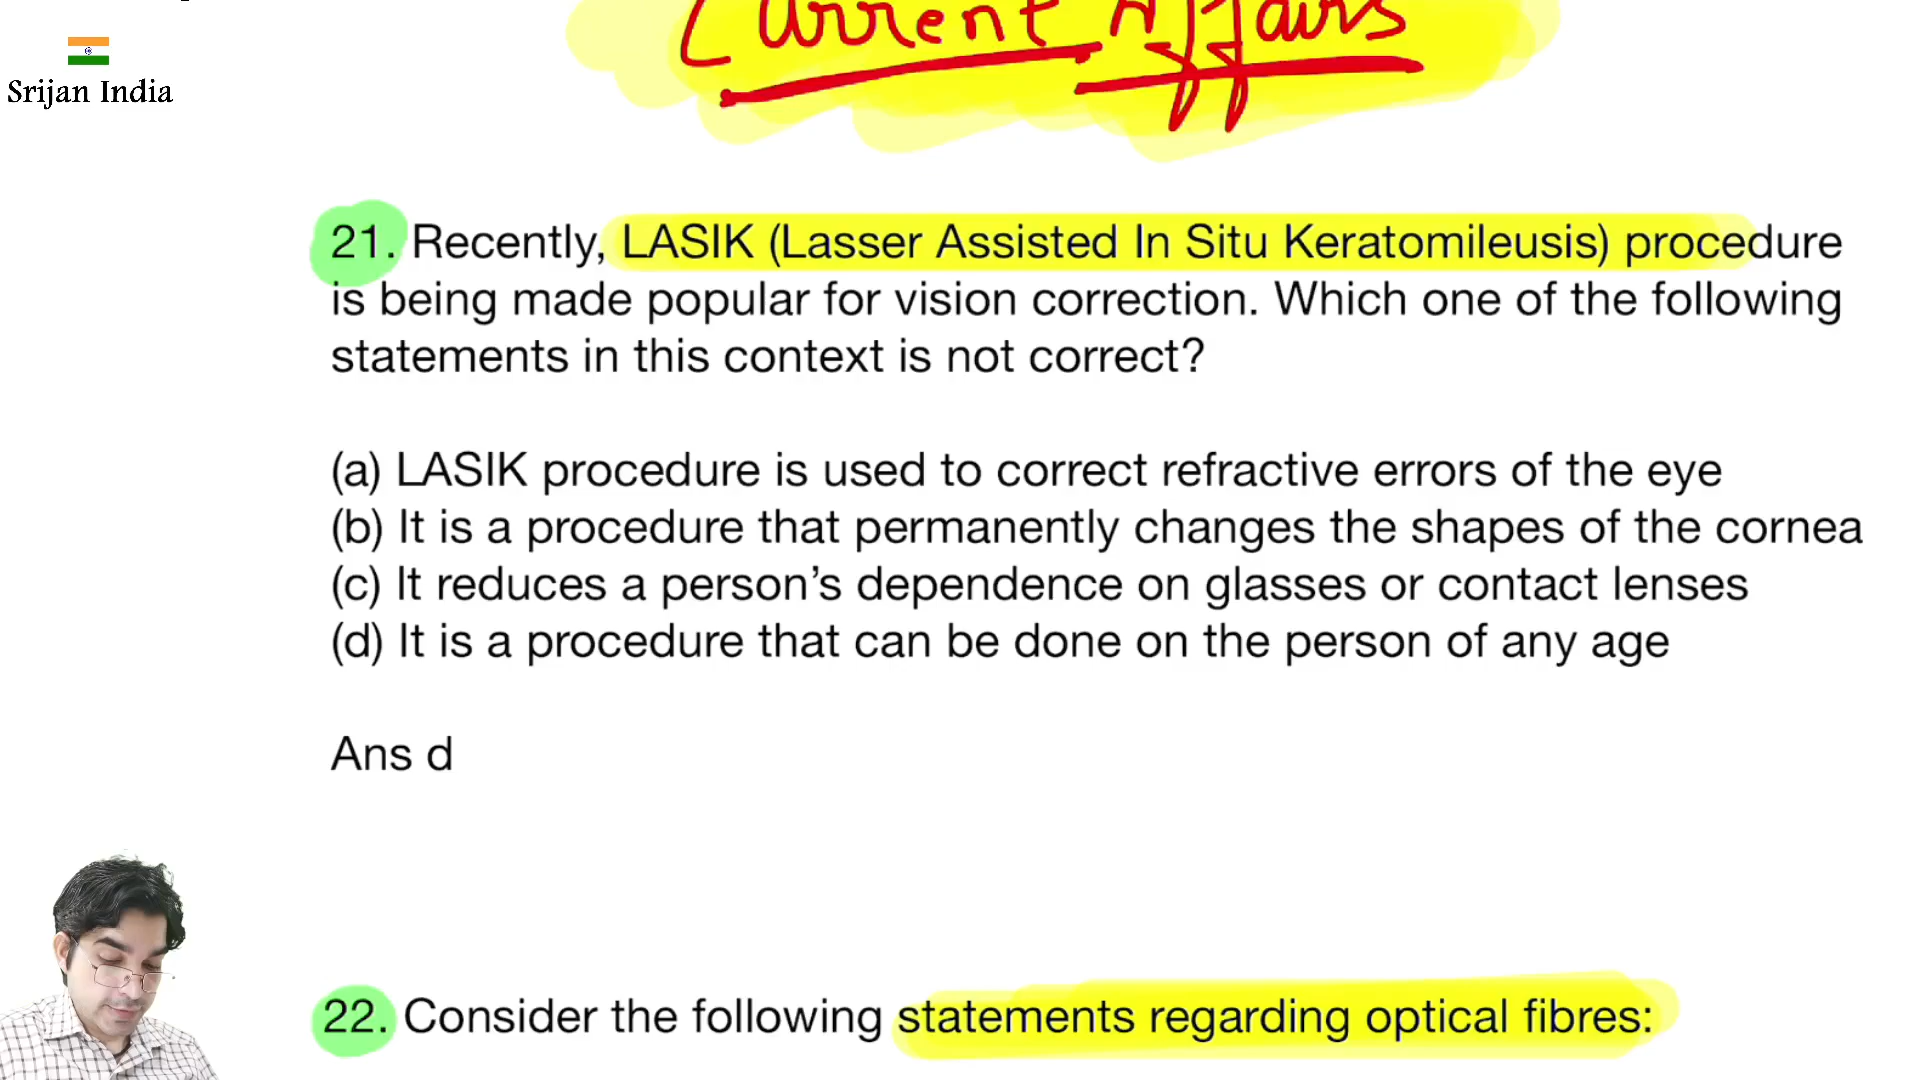 Current Affairs
Srijan India
21. Recently, LASIK (Lasser Assisted In Situ Keratomileusis) procedure
is being made popular for vision correction. Which one of the following
statements in this context is not correct?
(a) LASIK procedure is used to correct refractive errors of the eye
(b) It is a procedure that permanently changes the shapes of the cornea
(c) It reduces a person’s dependence on glasses or contact lenses
(d) It is a procedure that can be done on the person of any age
Ans d
22. Consider the following statements regarding optical fibres: